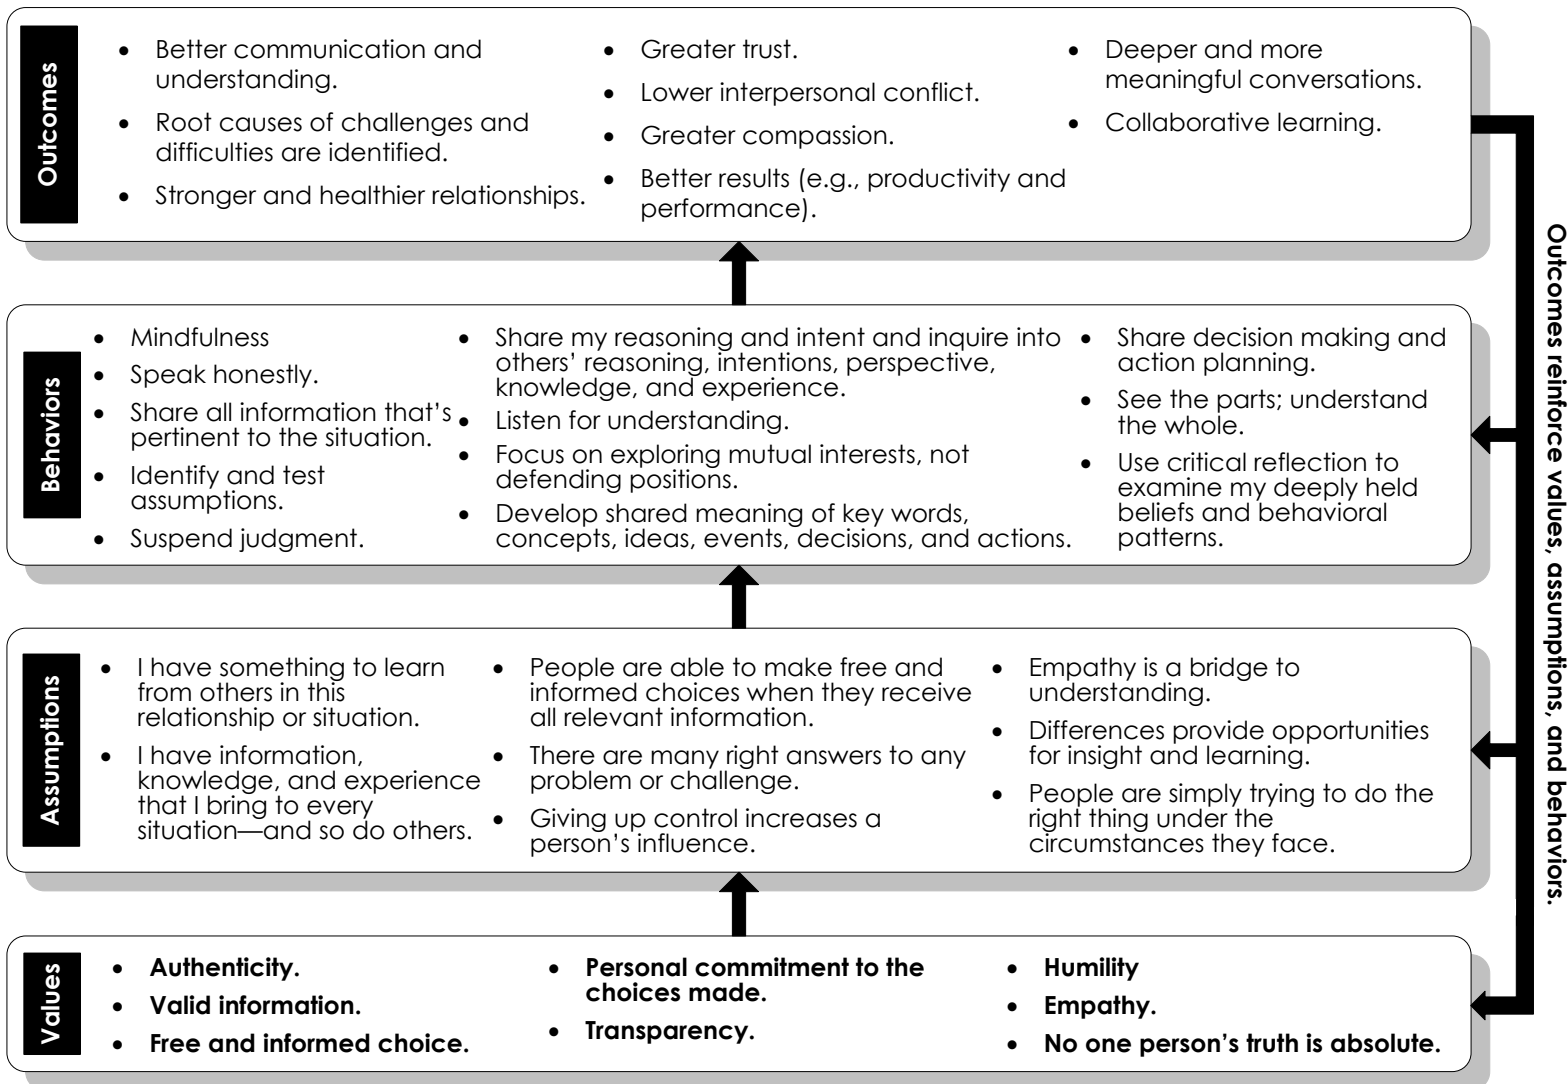 Outcomes
• Better communication and
understanding.
• Root causes of challenges and
difficulties are identified.
• Stronger and healthier relationships.
• Greater trust.
• Lower interpersonal conflict.
• Greater compassion.
• Better results (e.g., productivity and
performance).
• Deeper and more
meaningful conversations.
• Collaborative learning.
Behaviors
• Mindfulness
• Speak honestly.
• Share all information that's
pertinent to the situation.
• Identify and test
assumptions.
• Suspend judgment.
• Share my reasoning and intent and inquire into
others' reasoning, intentions, perspective,
knowledge, and experience.
• Listen for understanding.
• Focus on exploring mutual interests, not
defending positions.
• Develop shared meaning of key words,
concepts, ideas, events, decisions, and actions.
• Share decision making and
action planning.
• See the parts; understand
the whole.
• Use critical reflection to
examine my deeply held
beliefs and behavioral
patterns.
Assumptions
• I have something to learn
from others in this
relationship or situation.
• I have information,
knowledge, and experience
that I bring to every
situation—and so do others.
• People are able to make free and
informed choices when they receive
all relevant information.
• There are many right answers to any
problem or challenge.
• Giving up control increases a
person's influence.
• Empathy is a bridge to
understanding.
• Differences provide opportunities
for insight and learning.
• People are simply trying to do the
right thing under the
circumstances they face.
Values
• Authenticity.
• Valid information.
• Free and informed choice.
• Personal commitment to the
choices made.
• Transparency.
• Humility
• Empathy.
• No one person's truth is absolute.
Outcomes reinforce values, assumptions, and behaviors.